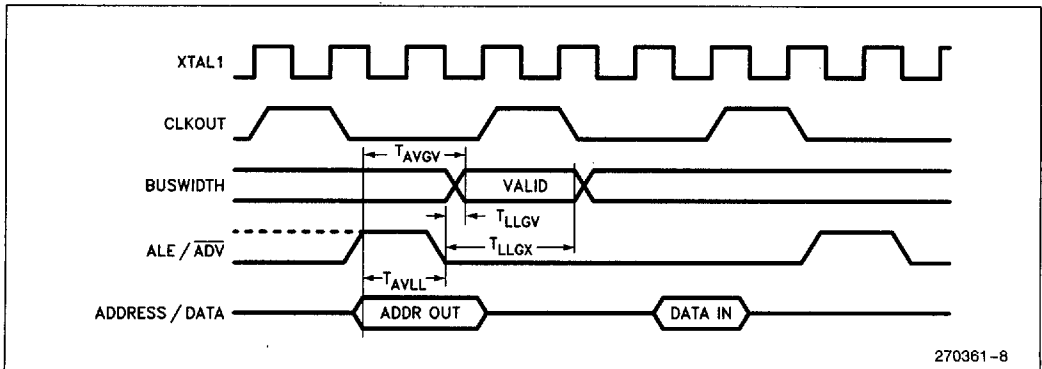 XTAL1
CLKOUT
TAVGV
BUSWIDTH
VALID
TLLGV
ALE / ADV
TLLGX
TAVLL
ADDRESS / DATA
ADDR OUT
DATA IN
270361-8